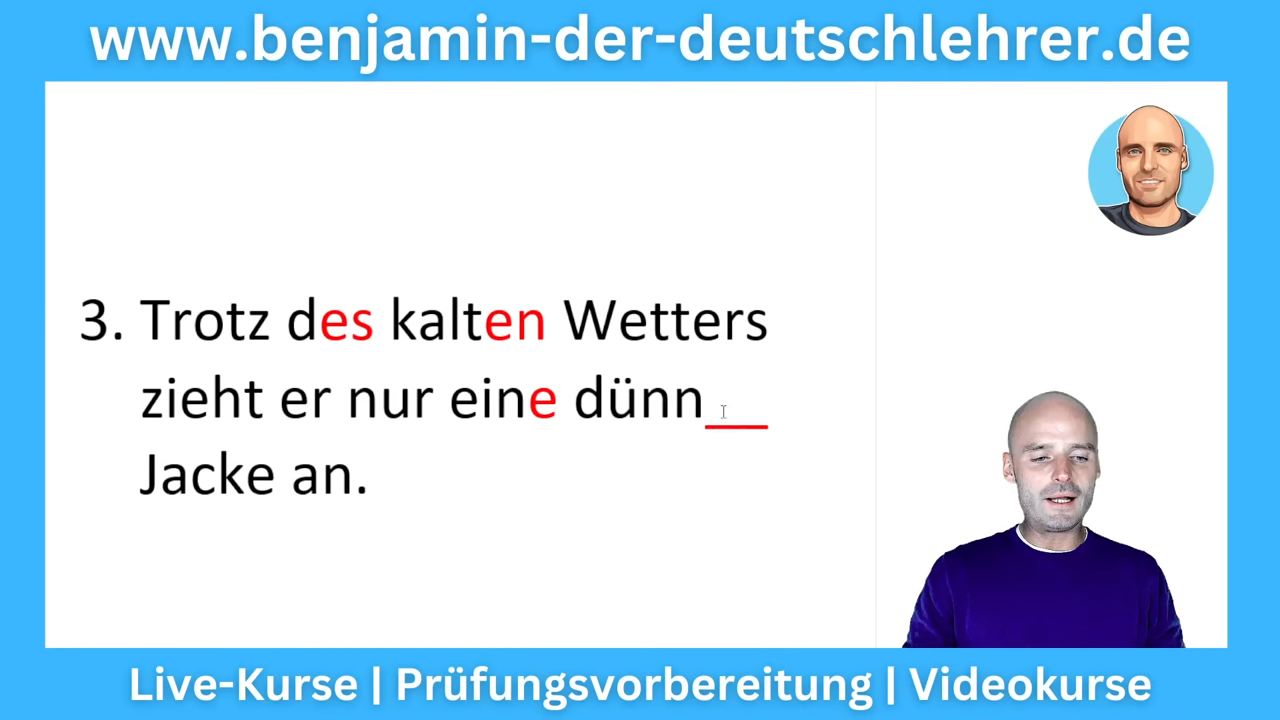 www.benjamin-der-deutschlehrer.de
3. Trotz des kalten Wetters
zieht er nur eine dünn__
Jacke an.
Live-Kurse | Prüfungsvorbereitung | Videokurse